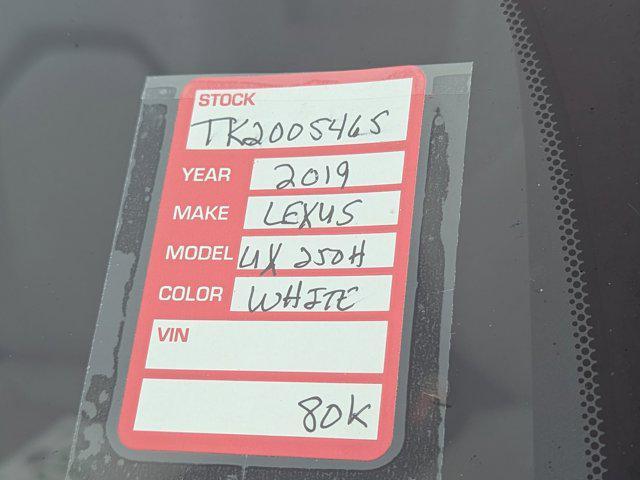 STOCK
TK2005465
YEAR 2019
MAKE LEXUS
MODEL UX 250H
COLOR WHITE
VIN
80K